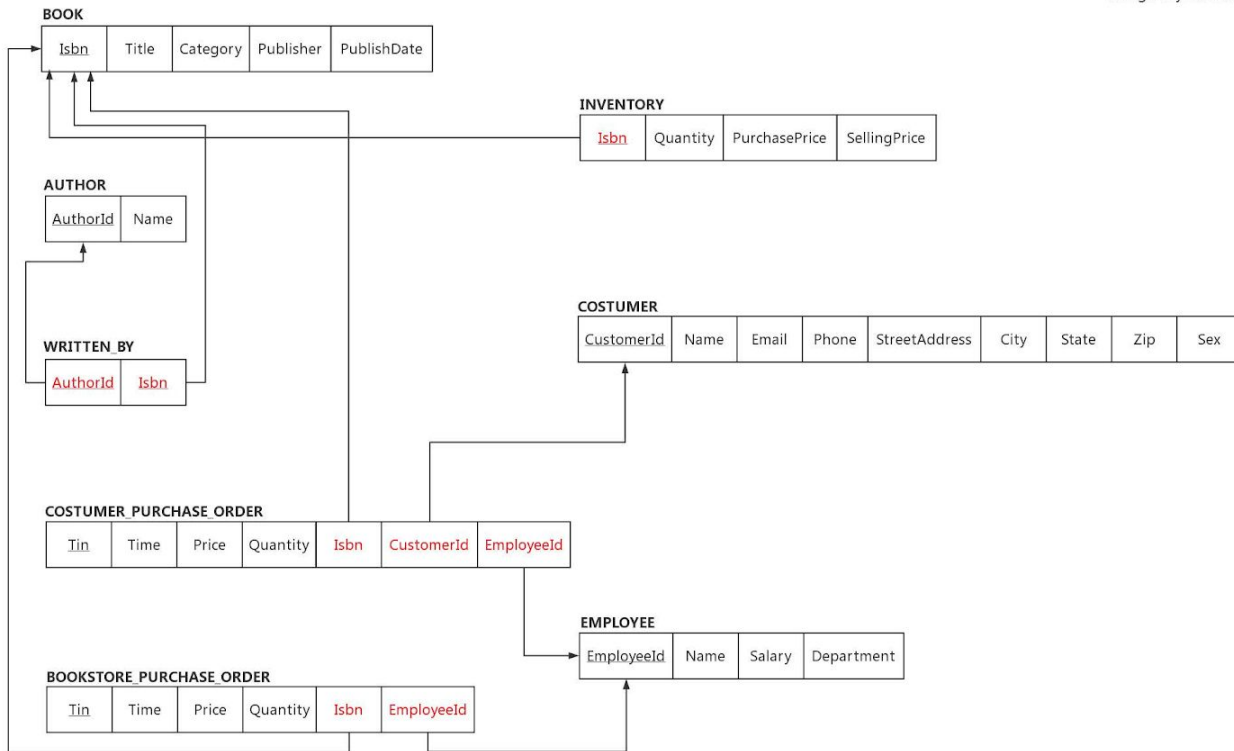 BOOK
Isbn Title Category Publisher PublishDate
INVENTORY
Isbn Quantity PurchasePrice SellingPrice
AUTHOR
AuthorId Name
COSTUMER
CustomerId Name Email Phone StreetAddress City State Zip Sex
WRITTEN_BY
AuthorId Isbn
COSTUMER_PURCHASE_ORDER
Tin Time Price Quantity Isbn CustomerId EmployeeId
EMPLOYEE
EmployeeId Name Salary Department
BOOKSTORE_PURCHASE_ORDER
Tin Time Price Quantity Isbn EmployeeId